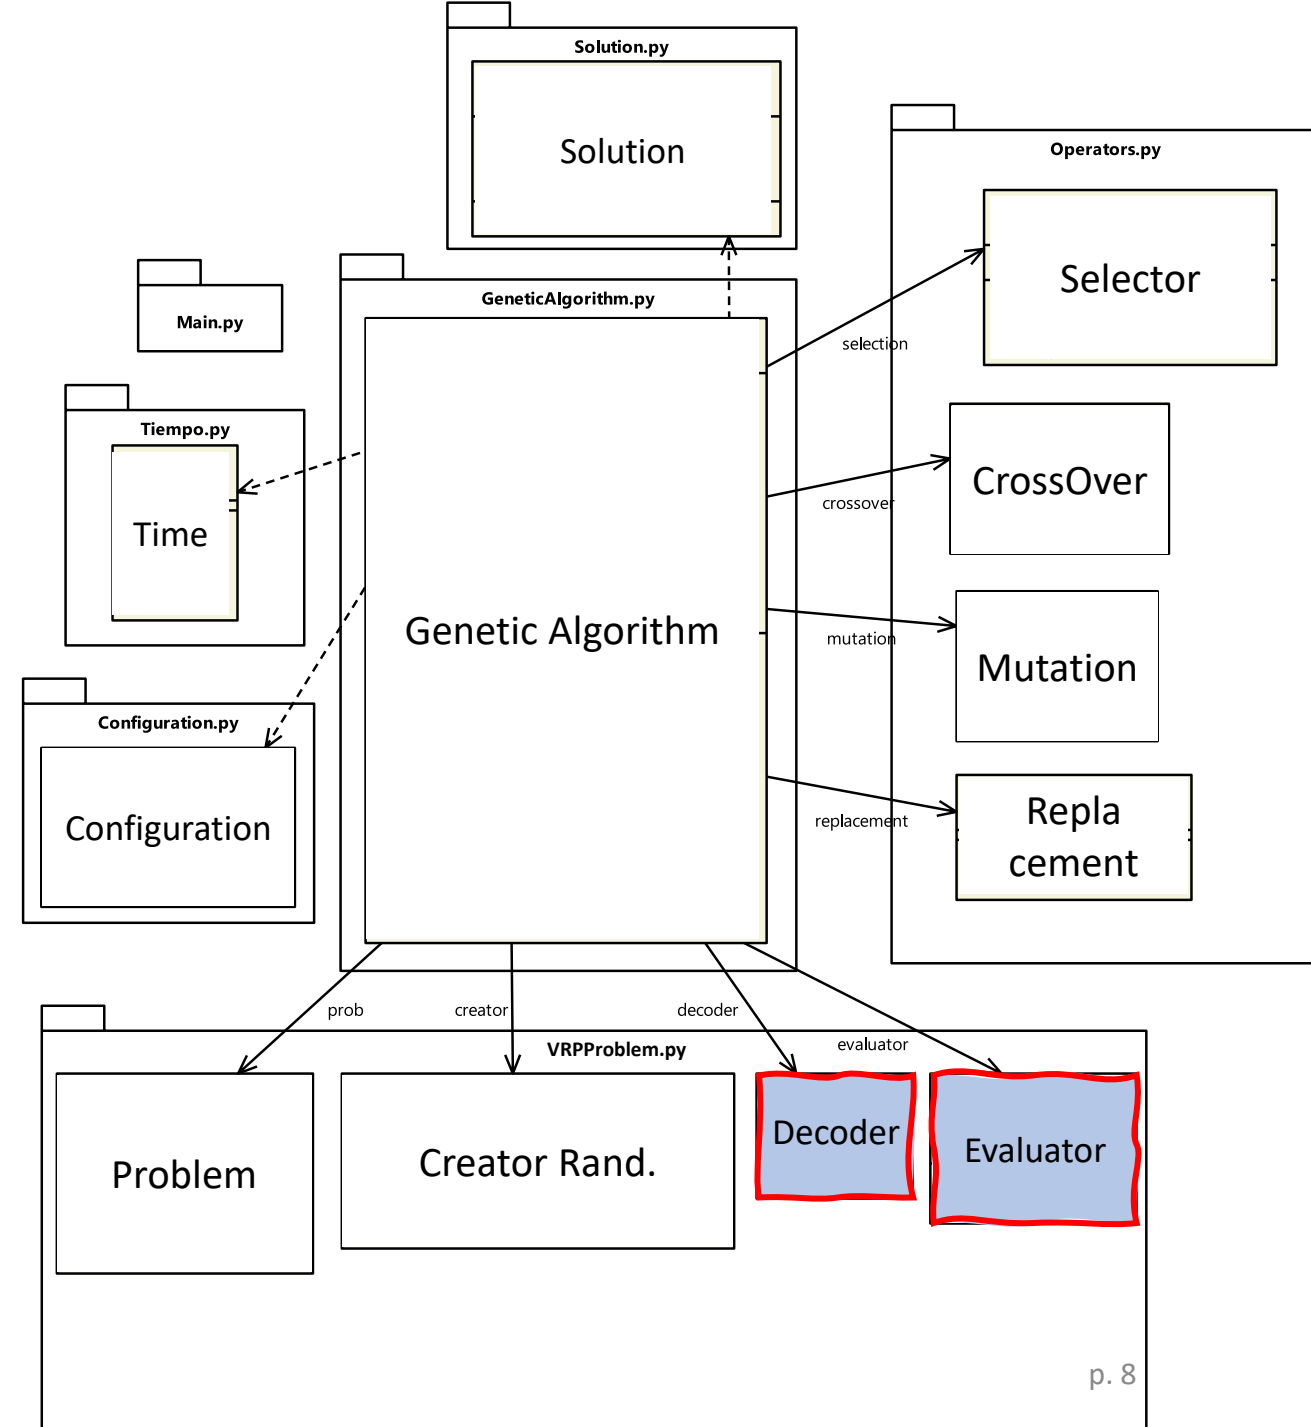 Solution.py
Solution
Operators.py
Selector
selection
Main.py
GeneticAlgorithm.py
Genetic Algorithm
Tiempo.py
Time
crossover
CrossOver
mutation
Mutation
Configuration.py
Configuration
replacement
Repla
cement
prob
creator
decoder
evaluator
VRPProblem.py
Problem
Creator Rand.
Decoder
Evaluator
p. 8